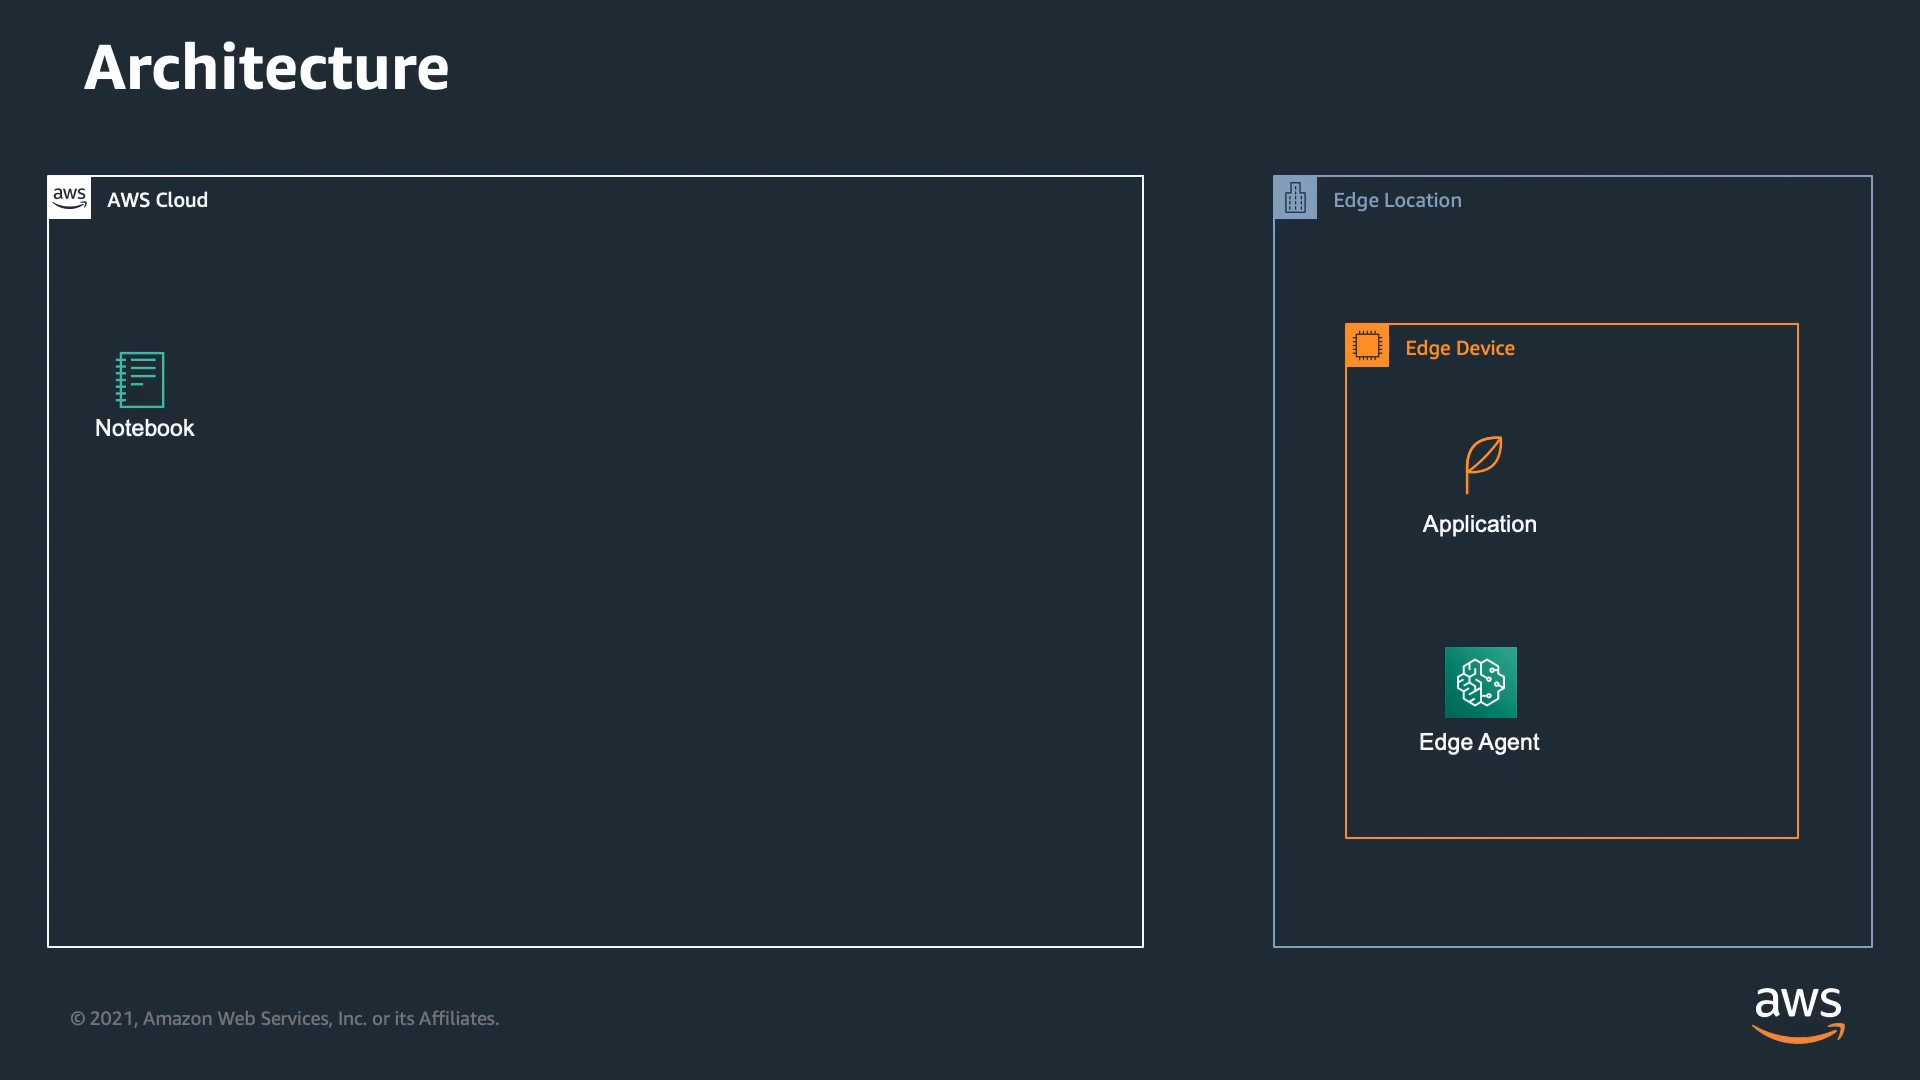 Architecture
aws
AWS Cloud
Edge Location
Edge Device
Notebook
Application
Edge Agent
© 2021, Amazon Web Services, Inc. or its Affiliates.
aws